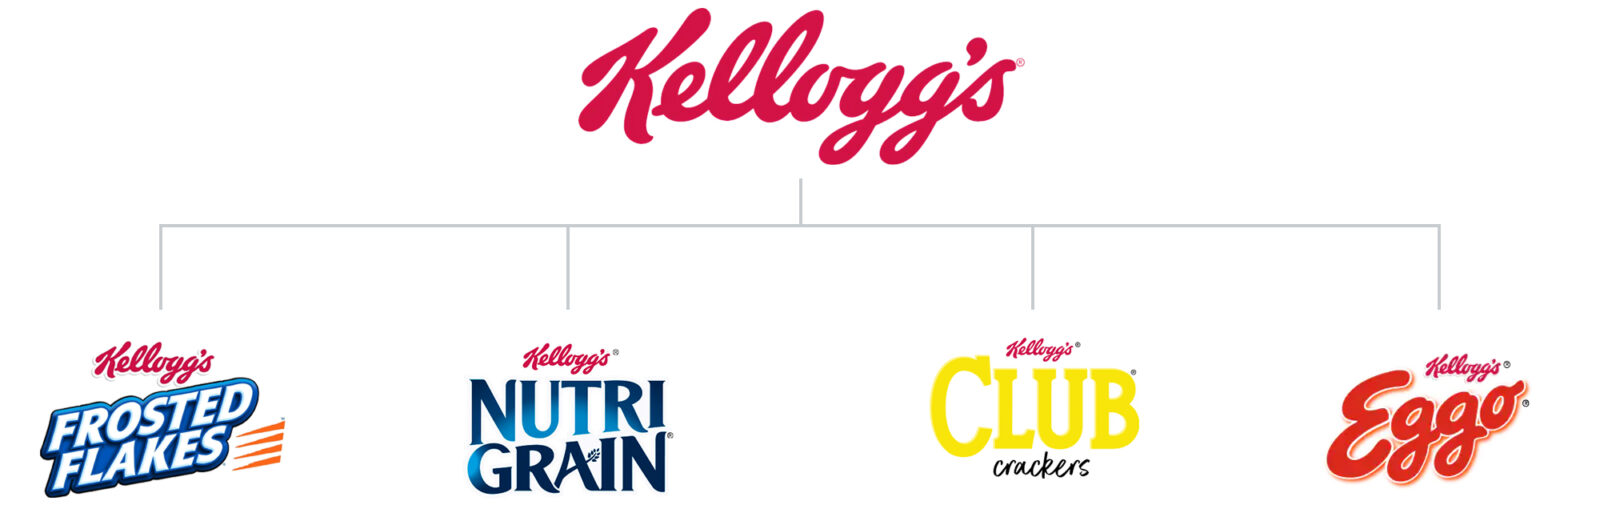 Kellogg's®
Kellogg's
FROSTED
FLAKES
Kellogg's®
NUTRI
GRAIN®
Kellogg's®
CLUB®
crackers
Kellogg's®
Eggo®